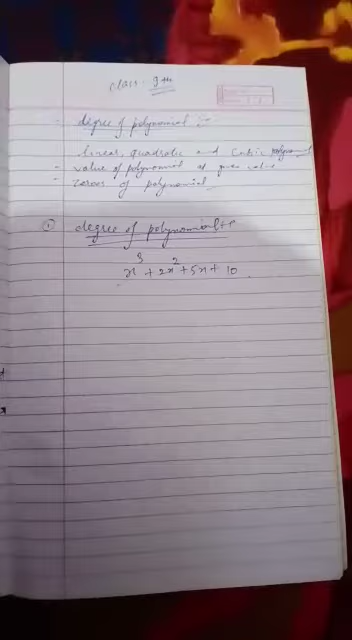 class 9th
- degree of polynomial :-
linear, quadratic and Cubic polynomial
- value of polynomial at given value
- zeroes of polynomial
① degree of polynomial :-
x³ + 2x² + 5x + 10